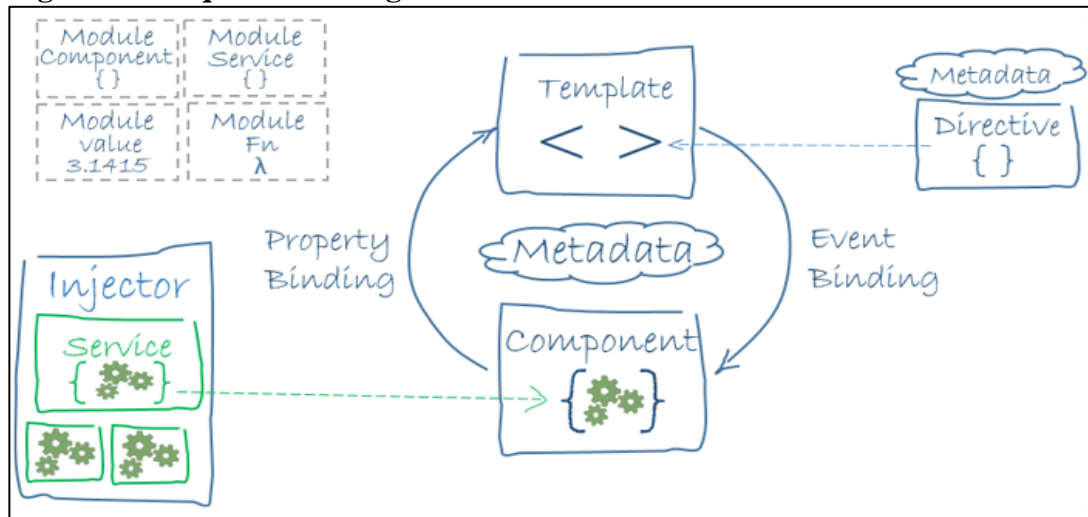 Module
Component
{ }
Module
Service
{ }
Module
value
3.1415
Module
Fn
λ
Template
< >
Metadata
Directive
{ }
Property
Binding
Metadata
Event
Binding
Injector
Service
{ }
Component
{ }